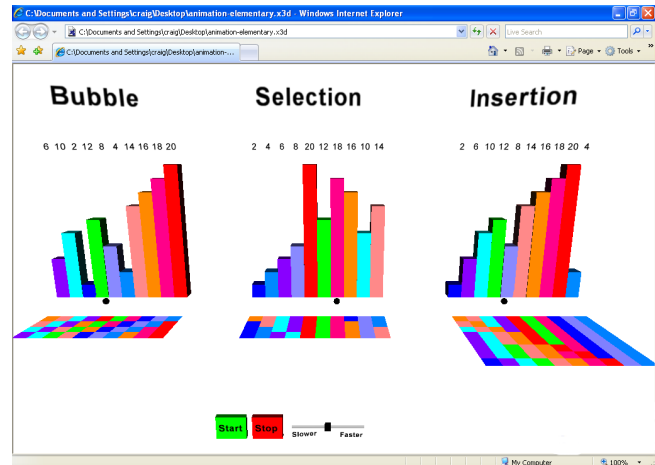 C:\Documents and Settings\craig\Desktop\animation-elementary.x3d - Windows Internet Explorer
C:\Documents and Settings\craig\Desktop\animation-elementary.x3d
Live Search
C:\Documents and Settings\craig\Desktop\animation-...
Page
Tools
Bubble Selection Insertion
6 10 2 12 8 4 14 16 18 20
2 4 6 8 20 12 18 16 10 14
2 6 10 12 8 14 16 18 20 4
Start Stop
Slower Faster
My Computer 100%